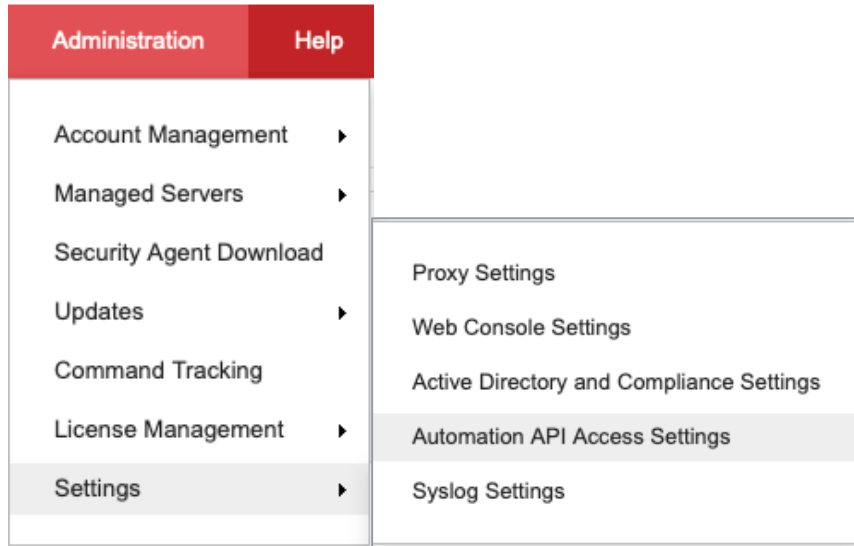 Administration
Help
Account Management
Managed Servers
Security Agent Download
Updates
Command Tracking
License Management
Settings
Proxy Settings
Web Console Settings
Active Directory and Compliance Settings
Automation API Access Settings
Syslog Settings